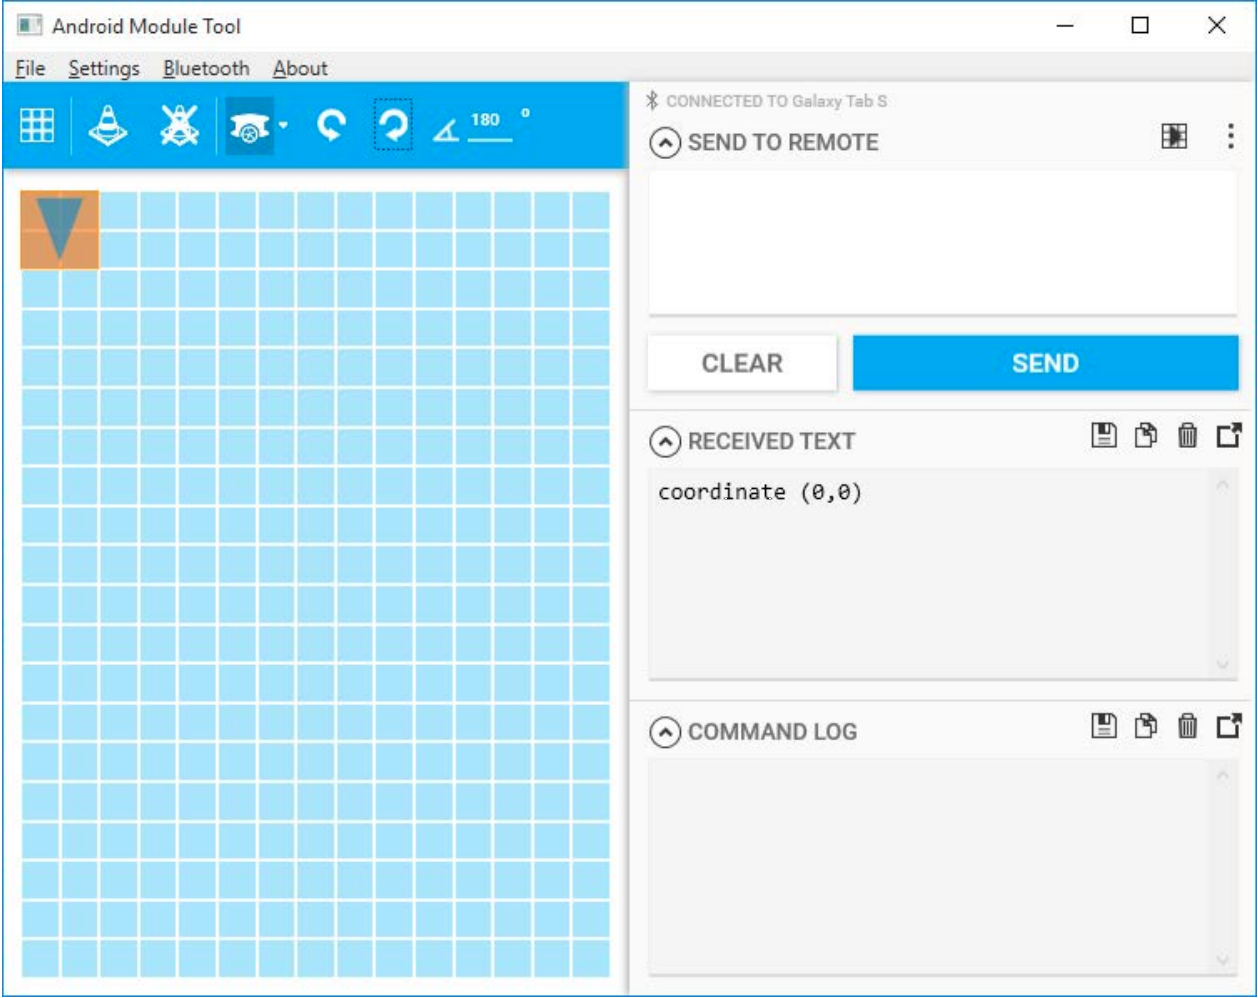 Android Module Tool
File Settings Bluetooth About
180 °
CONNECTED TO Galaxy Tab S
SEND TO REMOTE
CLEAR
SEND
RECEIVED TEXT
coordinate (0,0)
COMMAND LOG